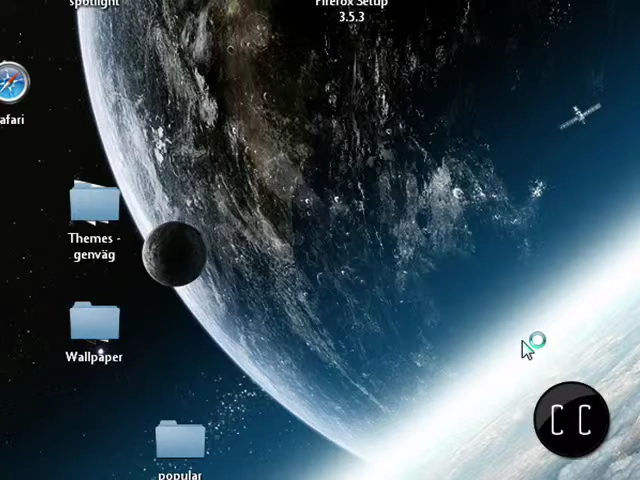 spotlight
Firefox Setup
3.5.3
afari
Themes -
genväg
Wallpaper
popular
CC